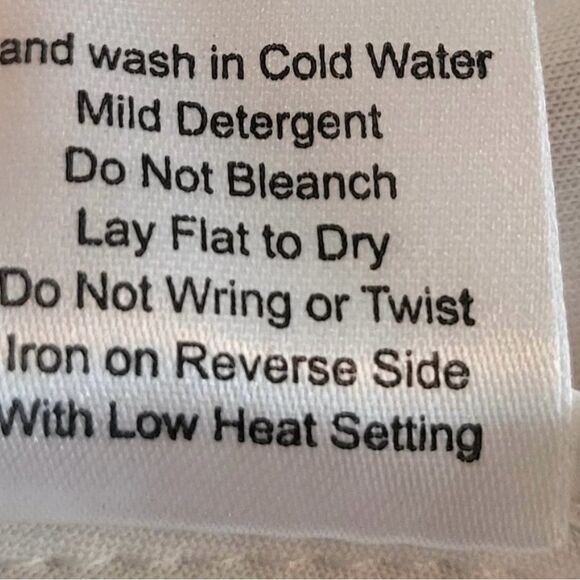 and wash in Cold Water
Mild Detergent
Do Not Bleanch
Lay Flat to Dry
Do Not Wring or Twist
Iron on Reverse Side
With Low Heat Setting